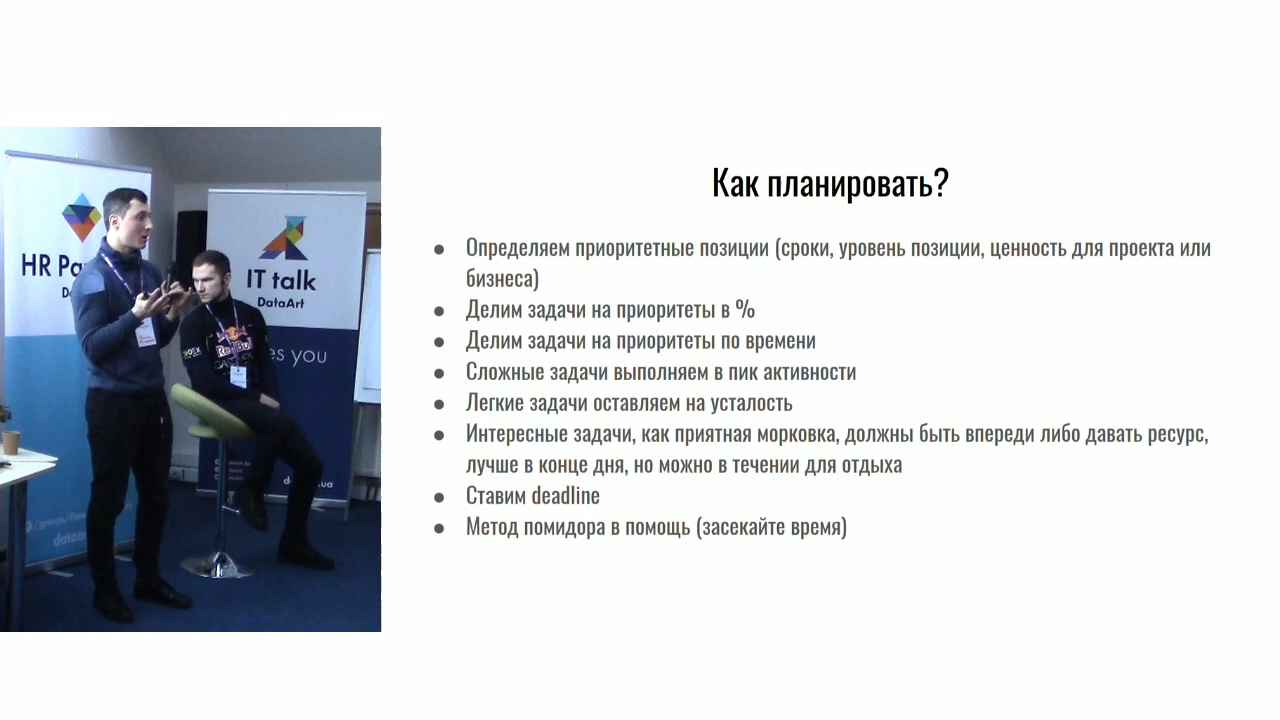 Как планировать?
● Определяем приоритетные позиции (сроки, уровень позиции, ценность для проекта или
бизнеса)
● Делим задачи на приоритеты в %
● Делим задачи на приоритеты по времени
● Сложные задачи выполняем в пик активности
● Легкие задачи оставляем на усталость
● Интересные задачи, как приятная морковка, должны быть впереди либо давать ресурс,
лучше в конце дня, но можно в течении для отдыха
● Ставим deadline
● Метод помидора в помощь (засекайте время)
HR Pa
IT talk
DataArt
es you
Red Bull